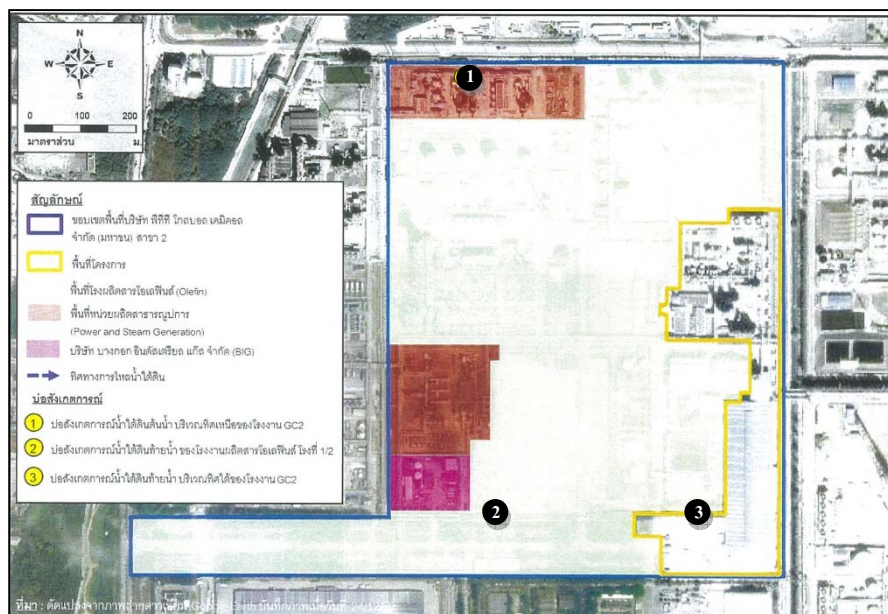 N
W E
S
0 100 200
มาตราส่วน ม.
สัญลักษณ์
ขอบเขตพื้นที่บริษัท พีทีที โกลบอล เคมิคอล
จำกัด (มหาชน) สาขา 2
พื้นที่โครงการ
พื้นที่โรงผลิตสารโอเลฟินส์ (Olefin)
พื้นที่หน่วยผลิตสาธารณูปการ
(Power and Steam Generation)
บริษัท บางกอก อินดัสเตรียล แก๊ส จำกัด (BIG)
ทิศทางการไหลน้ำใต้ดิน
บ่อสังเกตการณ์
1 บ่อสังเกตการณ์น้ำใต้ดินต้นน้ำ บริเวณทิศเหนือของโรงงาน GC2
2 บ่อสังเกตการณ์น้ำใต้ดินท้ายน้ำ ของโรงงานผลิตสารโอเลฟินส์ โรงที่ 1/2
3 บ่อสังเกตการณ์น้ำใต้ดินท้ายน้ำ บริเวณทิศใต้ของโรงงาน GC2
1
2
3
ที่มา : ดัดแปลงจากภาพถ่ายดาวเทียม Google Earth บันทึกภาพเมื่อวันที่ 24/12/